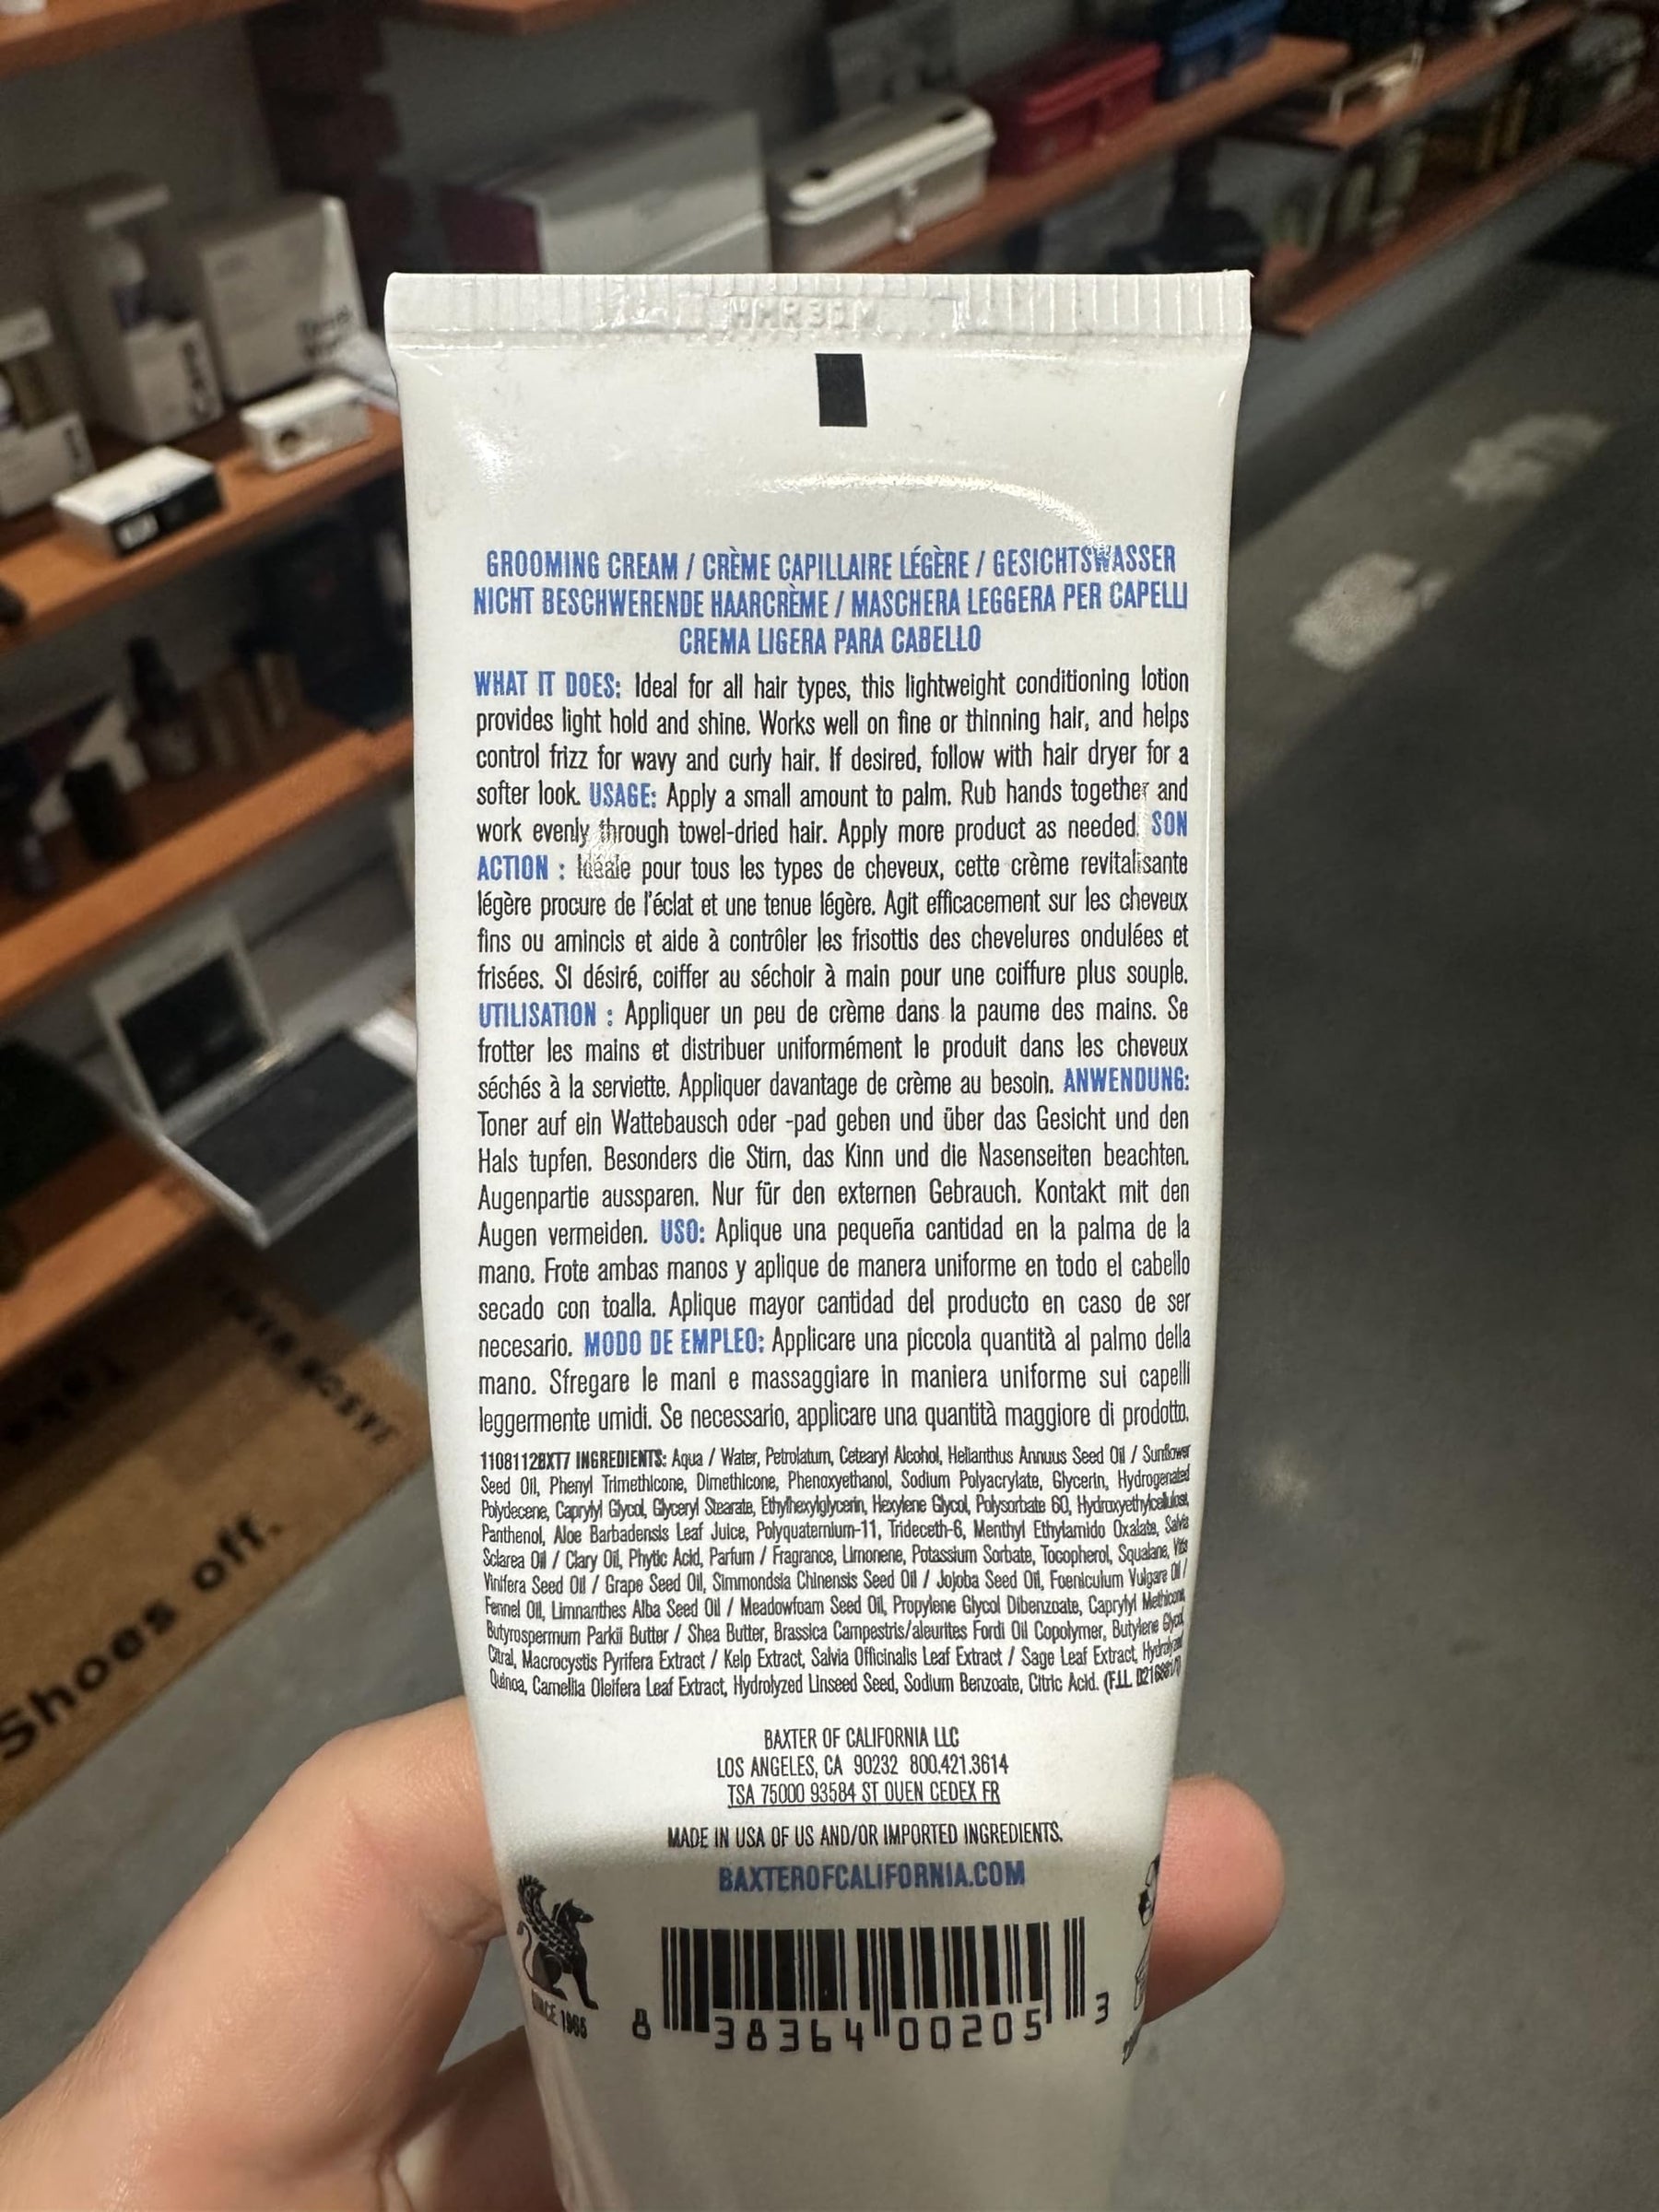 GROOMING CREAM / CRÈME CAPILLAIRE LÉGÈRE / GESICHTSWASSER
NICHT BESCHWERENDE HAARCRÈME / MASCHERA LEGGERA PER CAPELLI
CREMA LIGERA PARA CABELLO
WHAT IT DOES: Ideal for all hair types, this lightweight conditioning lotion
provides light hold and shine. Works well on fine or thinning hair, and helps
control frizz for wavy and curly hair. If desired, follow with hair dryer for a
softer look. USAGE: Apply a small amount to palm. Rub hands together and
work evenly through towel-dried hair. Apply more product as needed. SON
ACTION : Idéale pour tous les types de cheveux, cette crème revitalisante
légère procure de l'éclat et une tenue légère. Agit efficacement sur les cheveux
fins ou amincis et aide à contrôler les frisottis des chevelures ondulées et
frisées. Si désiré, coiffer au séchoir à main pour une coiffure plus souple.
UTILISATION : Appliquer un peu de crème dans la paume des mains. Se
frotter les mains et distribuer uniformément le produit dans les cheveux
séchés à la serviette. Appliquer davantage de crème au besoin. ANWENDUNG:
Toner auf ein Wattebausch oder -pad geben und über das Gesicht und den
Hals tupfen. Besonders die Stirn, das Kinn und die Nasenseiten beachten.
Augenpartie aussparen. Nur für den externen Gebrauch. Kontakt mit den
Augen vermeiden. USO: Aplique una pequeña cantidad en la palma de la
mano. Frote ambas manos y aplique de manera uniforme en todo el cabello
secado con toalla. Aplique mayor cantidad del producto en caso de ser
necesario. MODO DE EMPLEO: Applicare una piccola quantità al palmo della
mano. Sfregare le mani e massaggiare in maniera uniforme sui capelli
leggermente umidi. Se necessario, applicare una quantità maggiore di prodotto.
1108112BXT7 INGREDIENTS: Aqua / Water, Petrolatum, Cetearyl Alcohol, Helianthus Annuus Seed Oil / Sunflower
Seed Oil, Phenyl Trimethicone, Dimethicone, Phenoxyethanol, Sodium Polyacrylate, Glycerin, Hydrogenated
Polydecene, Caprylyl Glycol, Glyceryl Stearate, Ethylhexylglycerin, Hexylene Glycol, Polysorbate 60, Hydroxyethylcellulose,
Panthenol, Aloe Barbadensis Leaf Juice, Polyquaternium-11, Trideceth-6, Menthyl Ethylamido Oxalate, Salvia
Sclarea Oil / Clary Oil, Phytic Acid, Parfum / Fragrance, Limonene, Potassium Sorbate, Tocopherol, Squalane, Vitis
Vinifera Seed Oil / Grape Seed Oil, Simmondsia Chinensis Seed Oil / Jojoba Seed Oil, Foeniculum Vulgare Oil /
Fennel Oil, Limnanthes Alba Seed Oil / Meadowfoam Seed Oil, Propylene Glycol Dibenzoate, Caprylyl Methicone,
Butyrospermum Parkii Butter / Shea Butter, Brassica Campestris/aleurites Fordi Oil Copolymer, Butylene Glycol,
Citral, Macrocystis Pyrifera Extract / Kelp Extract, Salvia Officinalis Leaf Extract / Sage Leaf Extract, Hydrolyzed
Quinoa, Camellia Oleifera Leaf Extract, Hydrolyzed Linseed Seed, Sodium Benzoate, Citric Acid. (F.I.L.
BAXTER OF CALIFORNIA LLC
LOS ANGELES, CA 90232 800.421.3614
TSA 75000 93584 ST OUEN CEDEX FR
MADE IN USA OF US AND/OR IMPORTED INGREDIENTS.
BAXTEROFCALIFORNIA.COM
SINCE 1965
8 38364 00205 3
Shoes off.
JASON MARKK